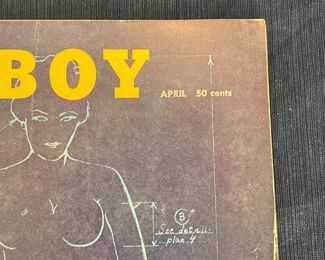 BOY
APRIL 50 cents
B
See detail:
plan 4